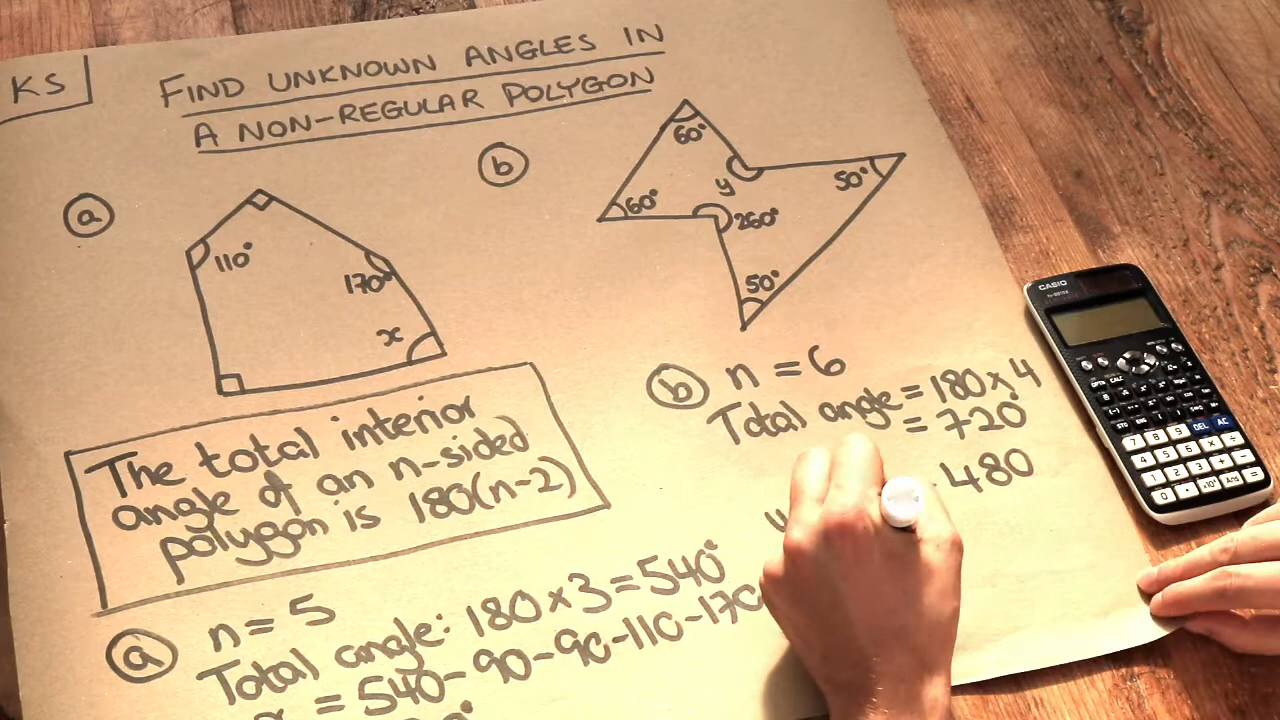 KS
FIND UNKNOWN ANGLES IN
A NON-REGULAR POLYGON
a
110°
170°
x
b
60°
60°
y
50°
260°
50°
The total interior
angle of an n-sided
polygon is 180(n-2)
a
n = 5
Total angle: 180 × 3 = 540°
= 540 - 90 - 90 - 110 - 170
b
n = 6
Total angle = 180 × 4
= 720°
480
CASIO